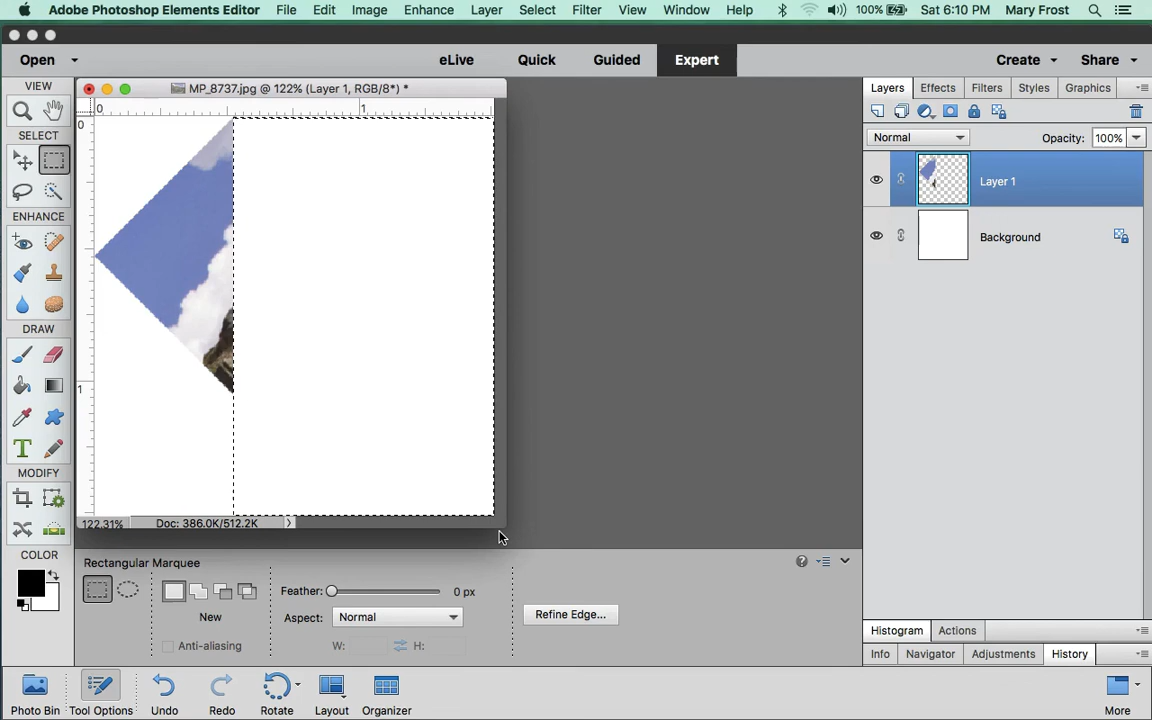 Adobe Photoshop Elements Editor File Edit Image Enhance Layer Select Filter View Window Help 100% Sat 6:10 PM Mary Frost
Open eLive Quick Guided Expert Create Share
VIEW
SELECT
ENHANCE
DRAW
MODIFY
COLOR
MP_8737.jpg @ 122% (Layer 1, RGB/8*) *
0 1
0
1
122.31% Doc: 386.0K/512.2K
Layers Effects Filters Styles Graphics
Normal Opacity: 100%
Layer 1
Background
Rectangular Marquee
New
Anti-aliasing
Feather: 0 px
Aspect: Normal
W: H:
Refine Edge...
Histogram Actions
Info Navigator Adjustments History
Photo Bin Tool Options Undo Redo Rotate Layout Organizer More